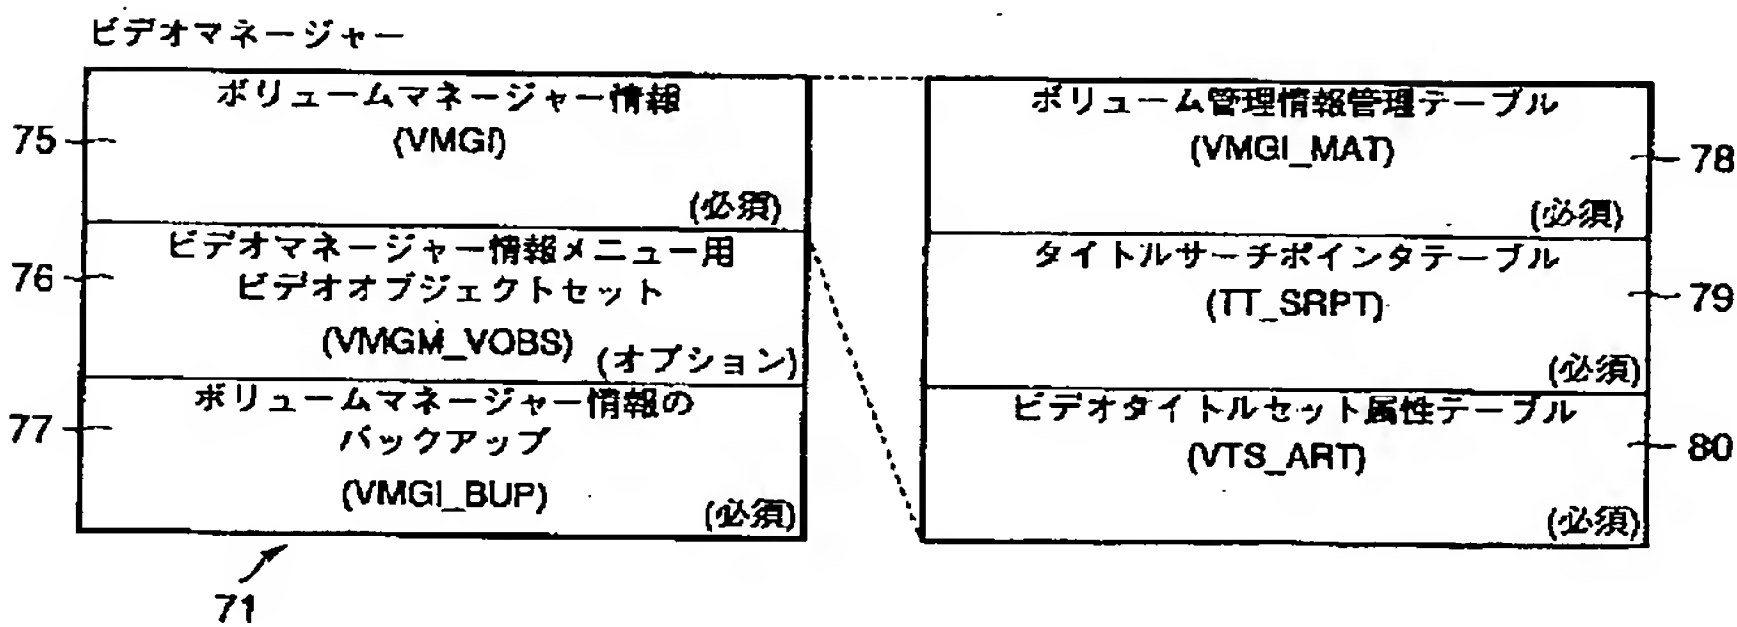 ビデオマネージャー
ボリュームマネージャー情報
75
(VMGI)
(必須)
ビデオマネージャー情報メニュー用
76
ビデオオブジェクトセット
(VMGM_VOBS)
(オプション)
ボリュームマネージャー情報の
77
バックアップ
(VMGI_BUP)
(必須)
71
ボリューム管理情報管理テーブル
(VMGI_MAT)
78
(必須)
タイトルサーチポインタテーブル
(TT_SRPT)
79
(必須)
ビデオタイトルセット属性テーブル
(VTS_ART)
80
(必須)